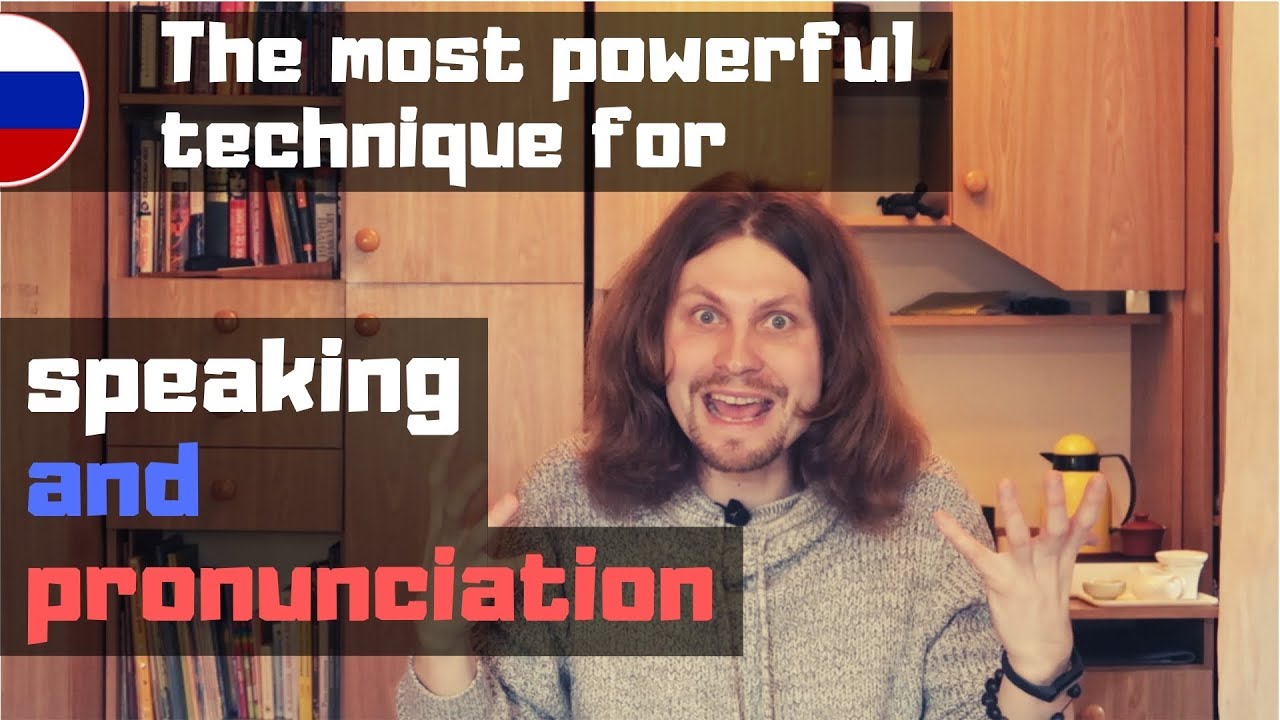 The most powerful
technique for
speaking
and
pronunciation